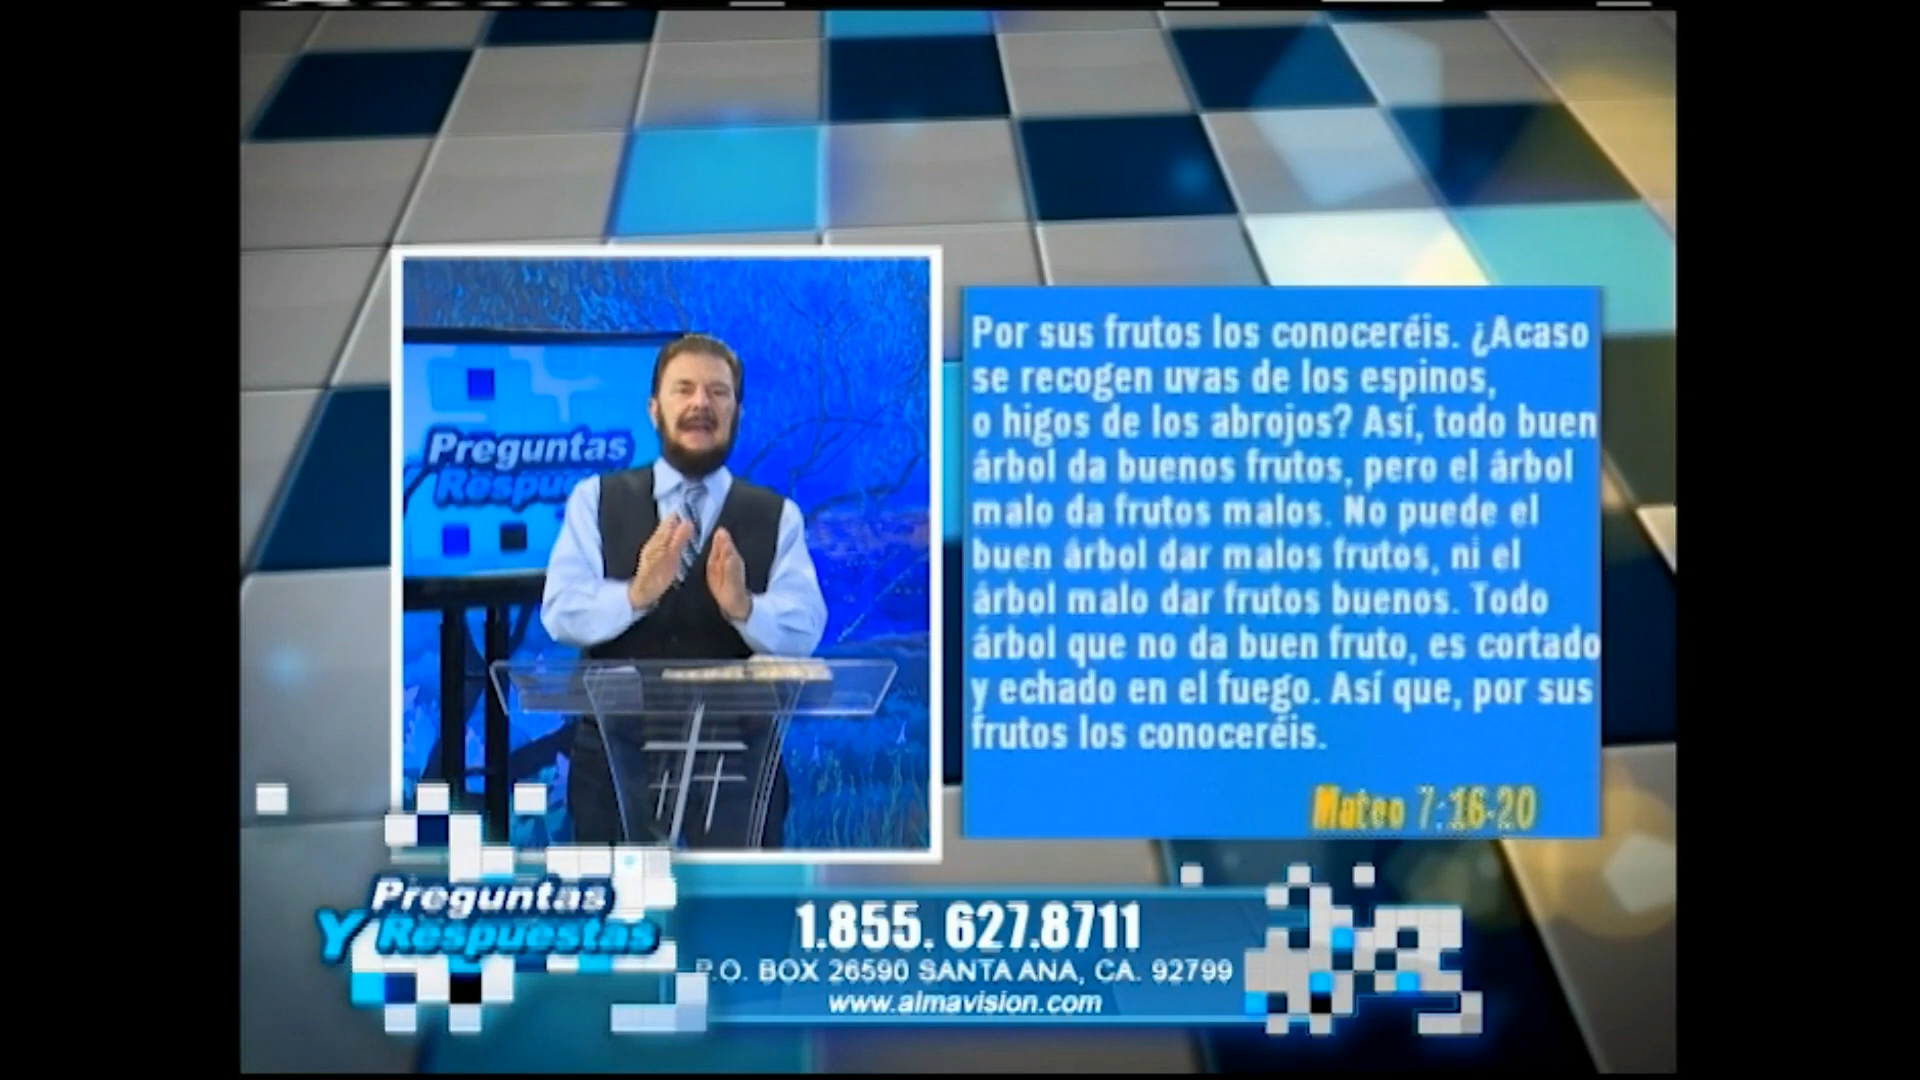 Preguntas
Respue
Por sus frutos los conoceréis. ¿Acaso
se recogen uvas de los espinos,
o higos de los abrojos? Así, todo buen
árbol da buenos frutos, pero el árbol
malo da frutos malos. No puede el
buen árbol dar malos frutos, ni el
árbol malo dar frutos buenos. Todo
árbol que no da buen fruto, es cortado
y echado en el fuego. Así que, por sus
frutos los conoceréis.
Mateo 7:16-20
Preguntas
Y Respuestas
1.855. 627.8711
P.O. BOX 26590 SANTA ANA, CA. 92799
www.almavision.com